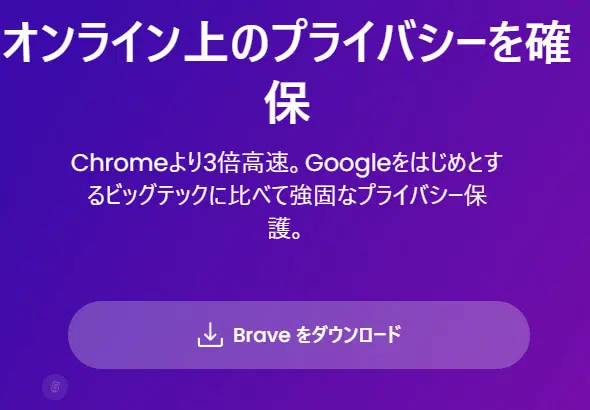 オンライン上のプライバシーを確
保
Chromeより3倍高速。Googleをはじめとす
るビッグテックに比べて強固なプライバシー保
護。
Brave をダウンロード